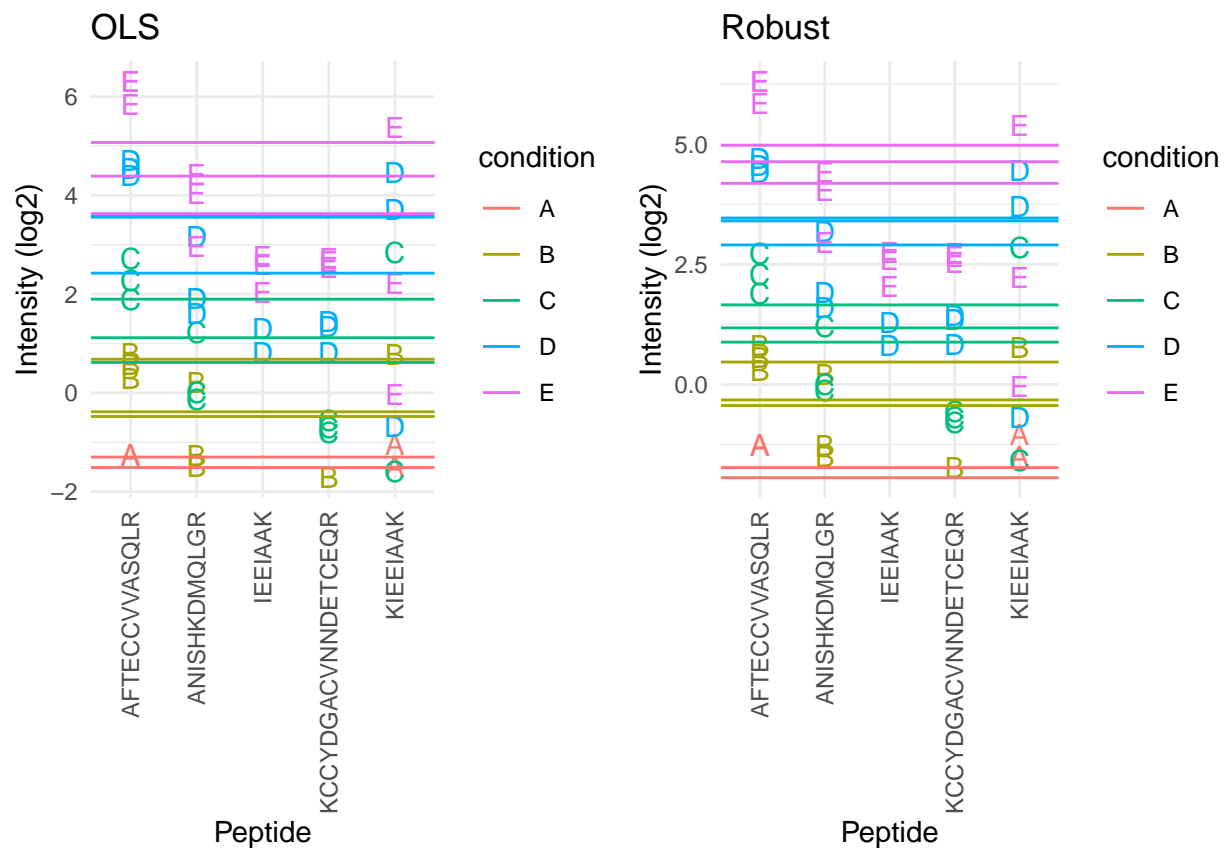 OLS
Intensity (log2)
6
4
2
0
−2
E
E
E
D
D
D
C
C
C
B
B
B
A
E
E
E
D
D
D
C
C
C
B
B
B
E
E
E
D
D
E
E
E
D
D
D
C
C
C
B
E
D
D
C
E
B
E
D
A
A
C
AFTECCVVASQLR
ANISHKDMQLGR
IEEIAAK
KCCYDGACVNNDETCEQR
KIEEIAAK
Peptide
condition
A
B
C
D
E
Robust
Intensity (log2)
5.0
2.5
0.0
E
E
E
D
D
D
C
C
C
B
B
B
A
E
E
E
D
D
D
C
C
C
B
B
B
E
E
E
D
D
E
E
E
D
D
D
C
C
C
B
E
D
D
C
E
B
E
D
A
A
C
AFTECCVVASQLR
ANISHKDMQLGR
IEEIAAK
KCCYDGACVNNDETCEQR
KIEEIAAK
Peptide
condition
A
B
C
D
E